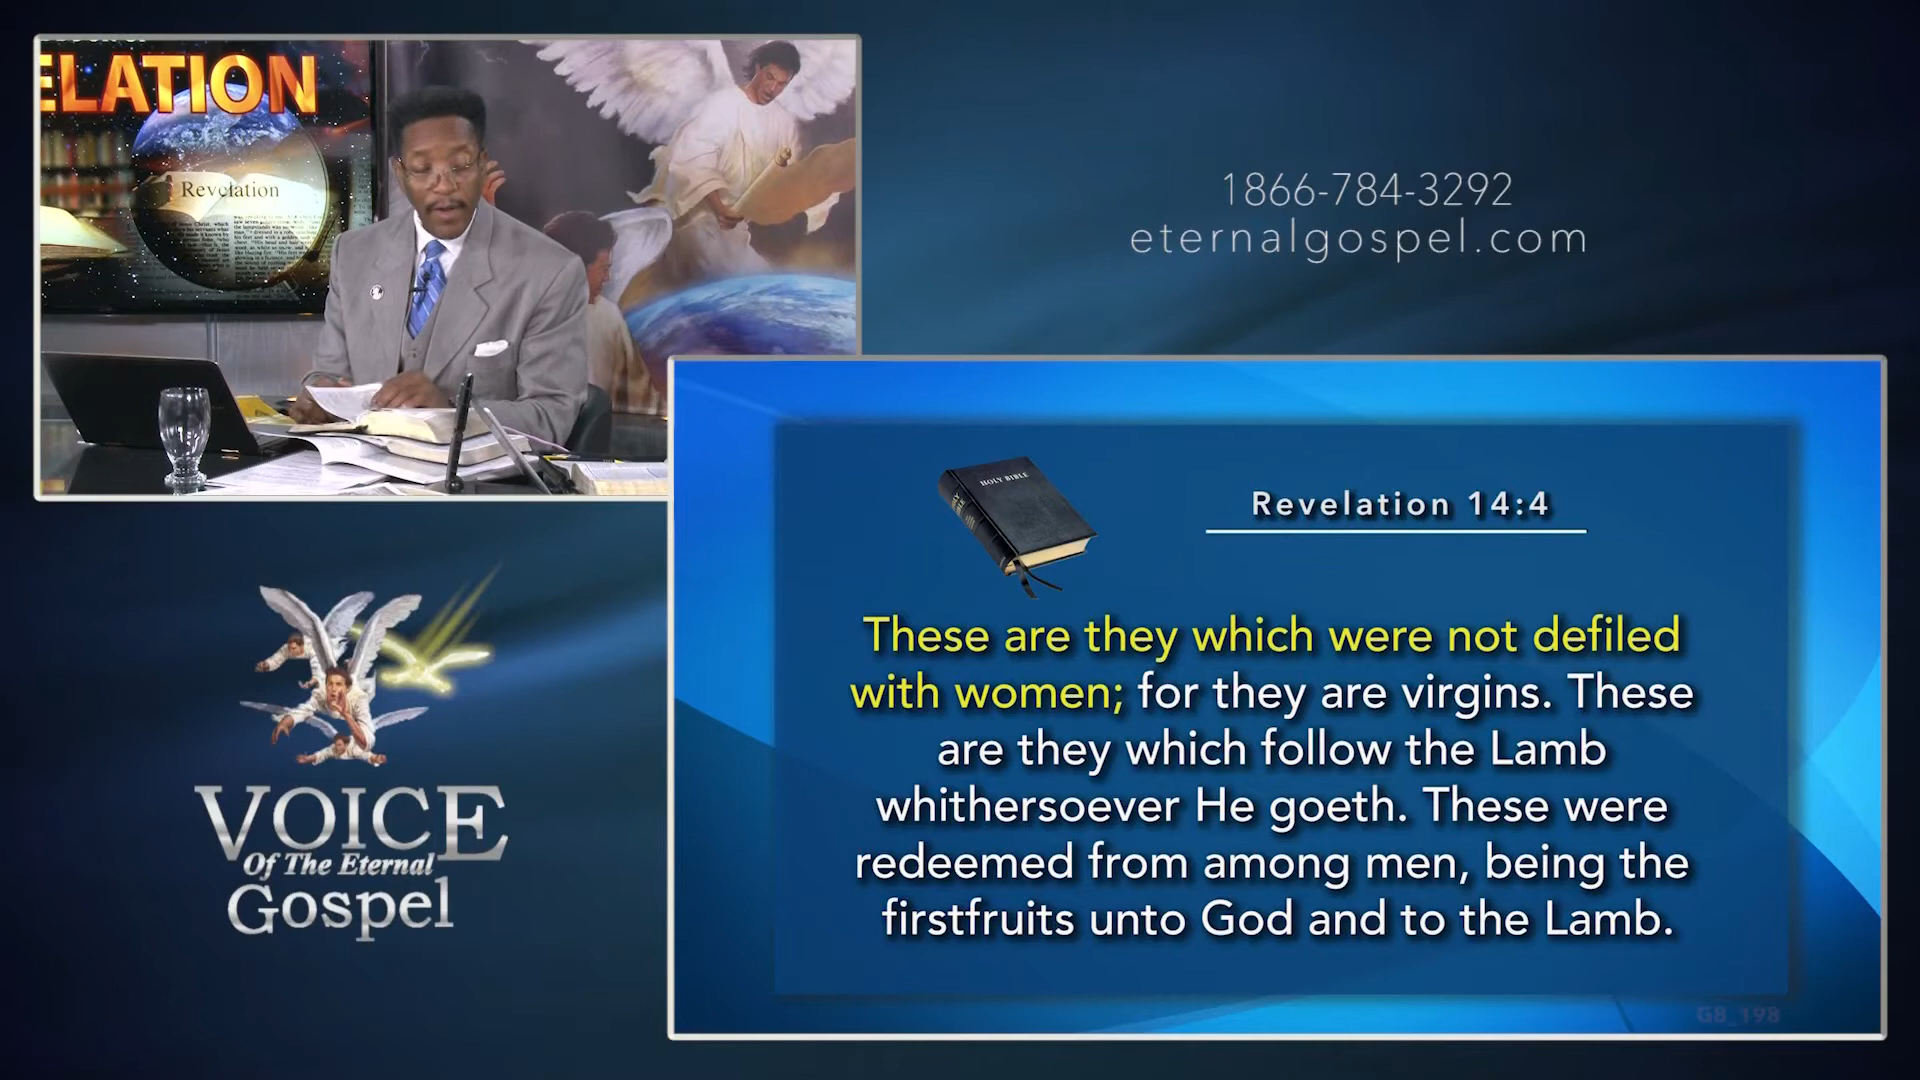 ELATION
Revelation
1866-784-3292
eternalgospel.com
HOLY BIBLE
Revelation 14:4
These are they which were not defiled
with women; for they are virgins. These
are they which follow the Lamb
whithersoever He goeth. These were
redeemed from among men, being the
firstfruits unto God and to the Lamb.
VOICE
Of The Eternal
Gospel
G8_198